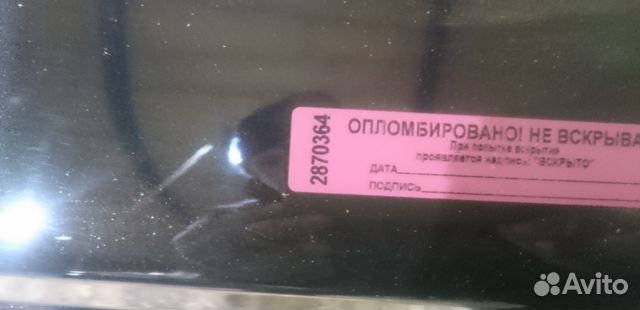 2870364
ОПЛОМБИРОВАНО! НЕ ВСКРЫВА
При попытке вскрытия
проявляется надпись: "ВСКРЫТО"
ДАТА
ПОДПИСЬ
Avito